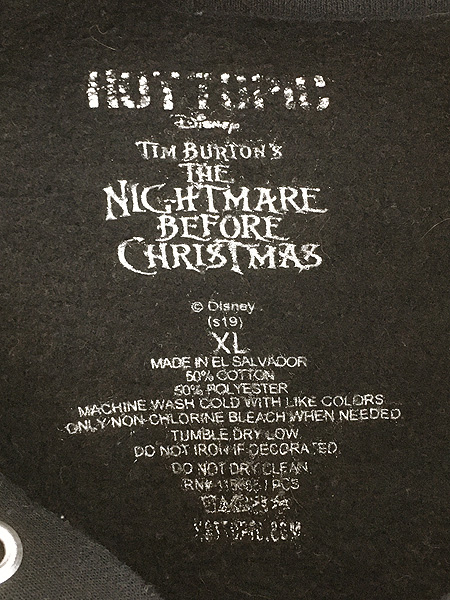 HOT TOPIC
Disney
TIM BURTON'S
THE
NIGHTMARE
BEFORE
CHRISTMAS
© Disney
(s19)
XL
MADE IN EL SALVADOR
50% COTTON
50% POLYESTER
MACHINE WASH COLD WITH LIKE COLORS
ONLY NON-CHLORINE BLEACH WHEN NEEDED
TUMBLE DRY LOW
DO NOT IRON IF DECORATED
DO NOT DRY CLEAN
RN#
HOTTOPIC.COM